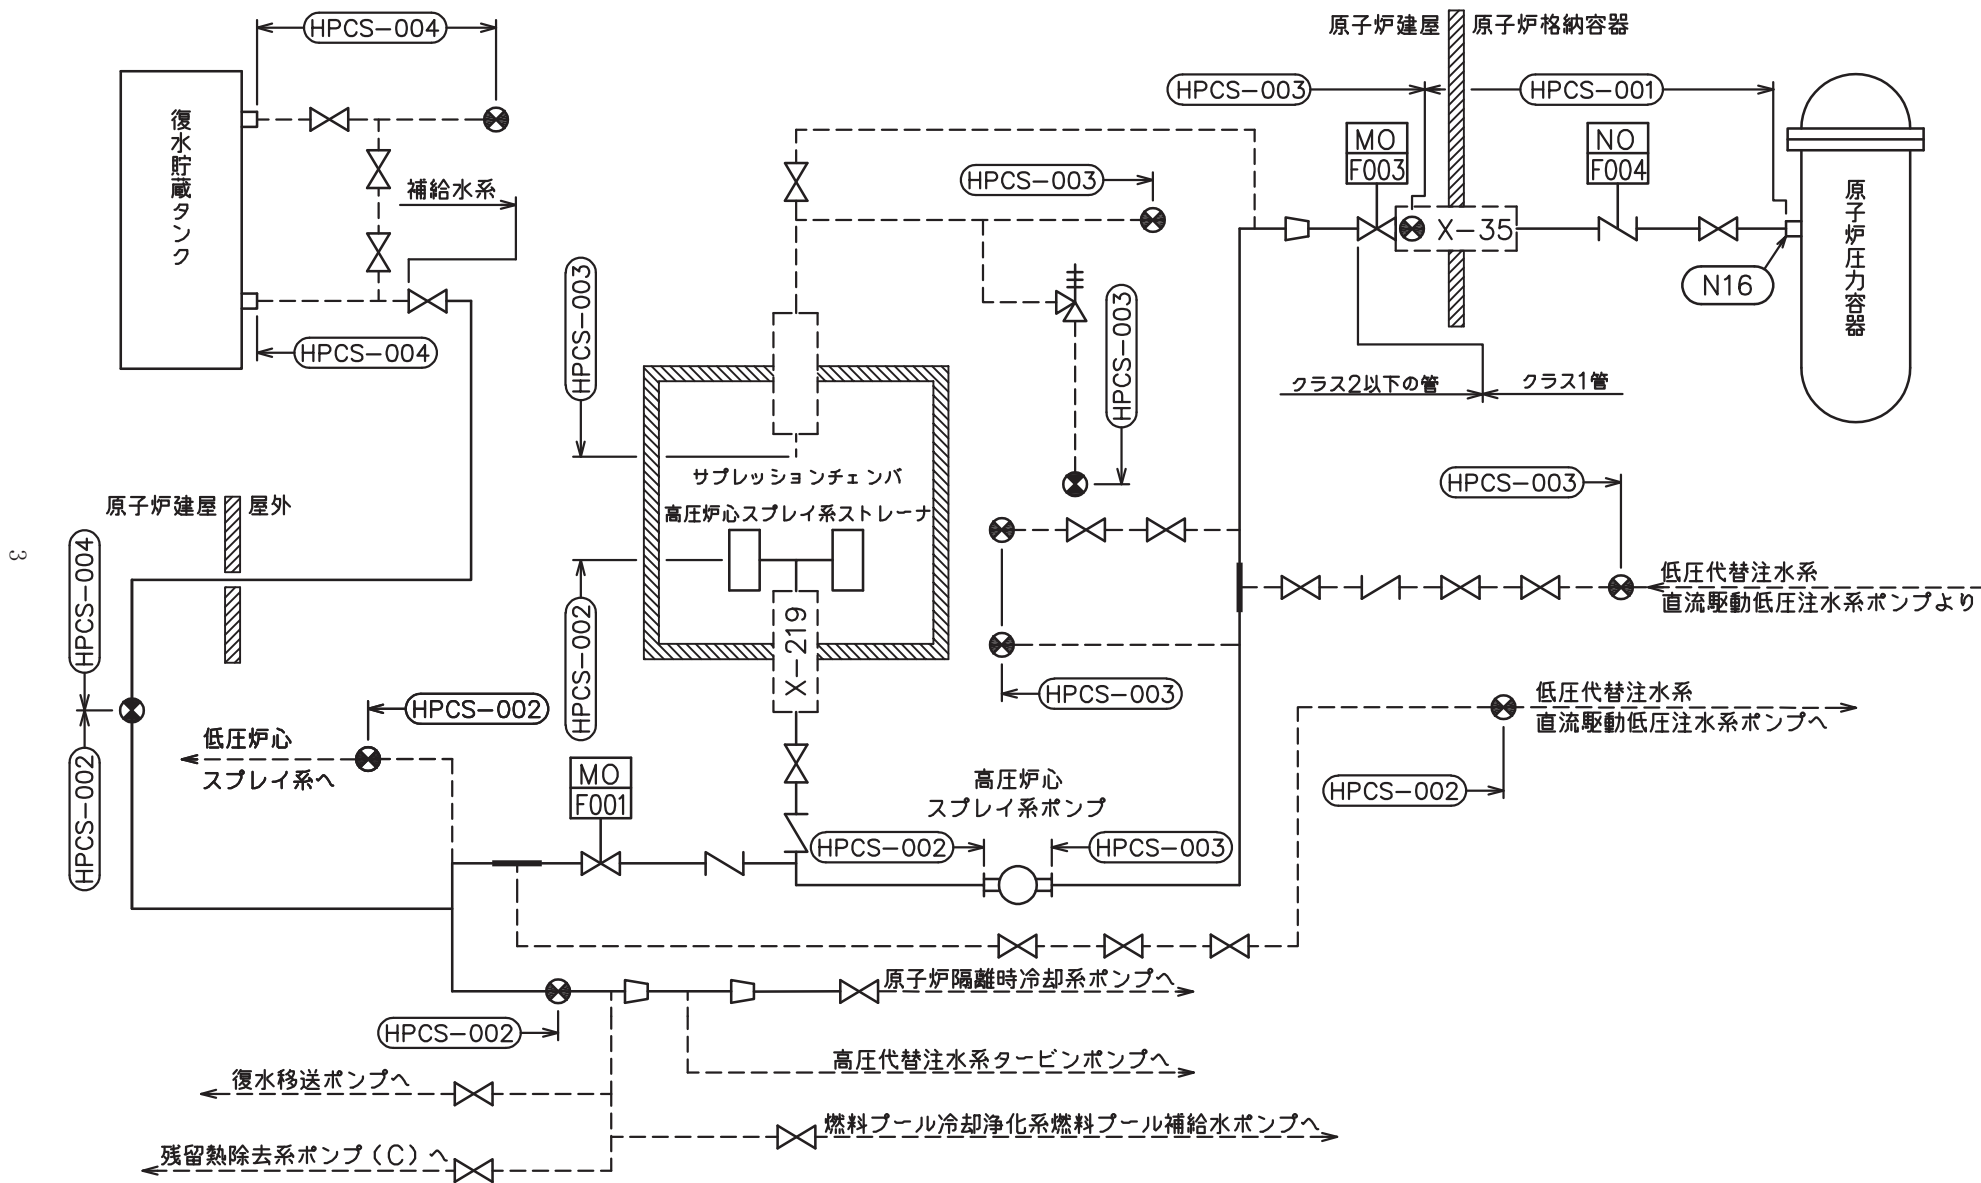 HPCS-004
復水貯蔵タンク
補給水系
HPCS-004
原子炉建屋
原子炉格納容器
HPCS-003
HPCS-001
MO
F003
NO
F004
X-35
N16
原子炉圧力容器
クラス2以下の管
クラス1管
HPCS-003
HPCS-003
HPCS-003
サプレッションチェンバ
高圧炉心スプレイ系ストレーナ
X-219
HPCS-002
HPCS-003
低圧代替注水系
直流駆動低圧注水系ポンプより
HPCS-003
原子炉建屋
屋外
3
HPCS-004
HPCS-002
HPCS-002
低圧炉心
スプレイ系へ
MO
F001
低圧代替注水系
直流駆動低圧注水系ポンプへ
HPCS-002
高圧炉心
スプレイ系ポンプ
HPCS-002
HPCS-003
原子炉隔離時冷却系ポンプへ
HPCS-002
高圧代替注水系タービンポンプへ
復水移送ポンプへ
燃料プール冷却浄化系燃料プール補給水ポンプへ
残留熱除去系ポンプ(C)へ